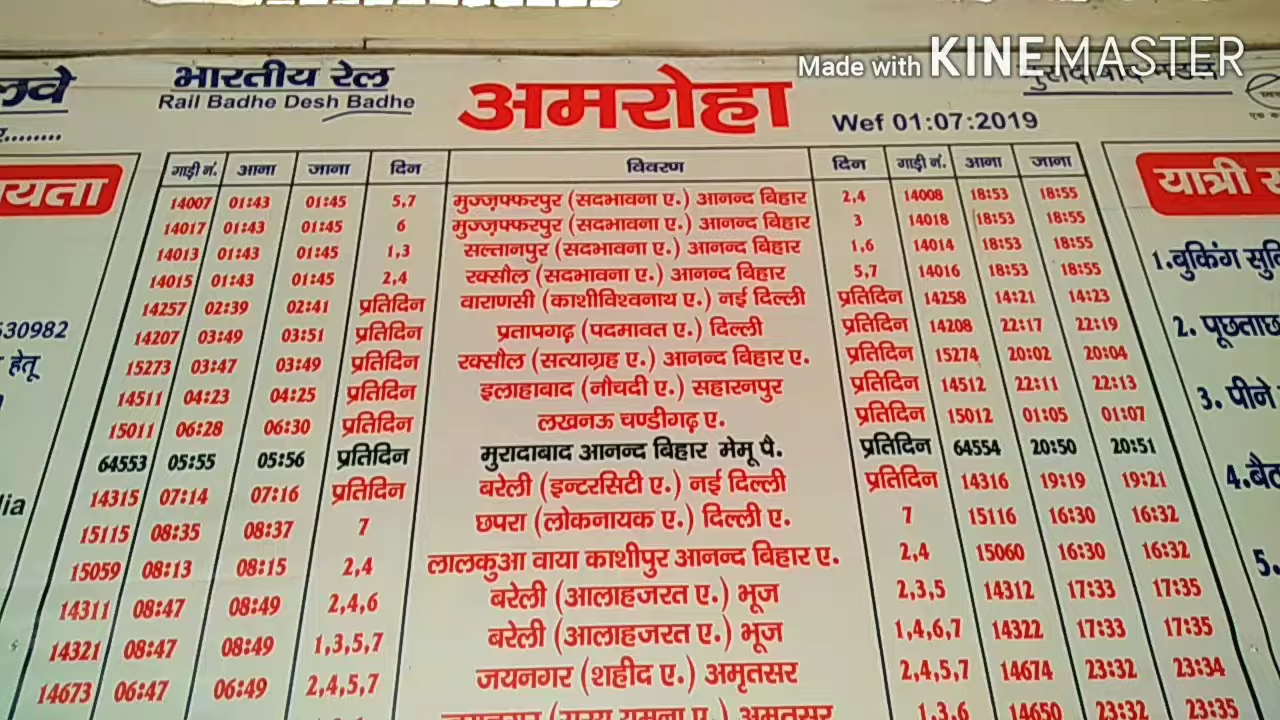 Made with KINEMASTER
लवे
भारतीय रेल
Rail Badhe Desh Badhe
अमरोहा
Wef 01:07:2019
मुरादाबाद मंडल
यता
यात्री
गाड़ी नं. आना जाना दिन विवरण दिन गाड़ी नं. आना जाना
14007 01:43 01:45 5,7 मुज़्ज़फ्फरपुर (सदभावना ए.) आनन्द बिहार 2,4 14008 18:53 18:55
14017 01:43 01:45 6 मुज़्ज़फ्फरपुर (सदभावना ए.) आनन्द बिहार 3 14018 18:53 18:55
14013 01:43 01:45 1,3 सल्तानपुर (सदभावना ए.) आनन्द बिहार 1,6 14014 18:53 18:55
14015 01:43 01:45 2,4 रक्सौल (सदभावना ए.) आनन्द बिहार 5,7 14016 18:53 18:55
14257 02:39 02:41 प्रतिदिन वाराणसी (काशीविश्वनाथ ए.) नई दिल्ली प्रतिदिन 14258 14:21 14:23
14207 03:49 03:51 प्रतिदिन प्रतापगढ़ (पदमावत ए.) दिल्ली प्रतिदिन 14208 22:17 22:19
15273 03:47 03:49 प्रतिदिन रक्सौल (सत्याग्रह ए.) आनन्द बिहार ए. प्रतिदिन 15274 20:02 20:04
14511 04:23 04:25 प्रतिदिन इलाहाबाद (नौचदी ए.) सहारनपुर प्रतिदिन 14512 22:11 22:13
15011 06:28 06:30 प्रतिदिन लखनऊ चण्डीगढ़ ए. प्रतिदिन 15012 01:05 01:07
64553 05:55 05:56 प्रतिदिन मुरादाबाद आनन्द बिहार मेमू पै. प्रतिदिन 64554 20:50 20:51
14315 07:14 07:16 प्रतिदिन बरेली (इन्टरसिटी ए.) नई दिल्ली प्रतिदिन 14316 19:19 19:21
15115 08:35 08:37 7 छपरा (लोकनायक ए.) दिल्ली ए. 7 15116 16:30 16:32
15059 08:13 08:15 2,4 लालकुआ वाया काशीपुर आनन्द बिहार ए. 2,4 15060 16:30 16:32
14311 08:47 08:49 2,4,6 बरेली (आलाहजरत ए.) भूज 2,3,5 14312 17:33 17:35
14321 08:47 08:49 1,3,5,7 बरेली (आलाहजरत ए.) भूज 1,4,6,7 14322 17:33 17:35
14673 06:47 06:49 2,4,5,7 जयनगर (शहीद ए.) अमृतसर 2,4,5,7 14674 23:32 23:34
अमृतसर 1,3,6 14650 23:32 23:35
530982
हेतू
ia
1.बुकिंग
2. पूछताछ
3. पीने
4.बैठ
5.